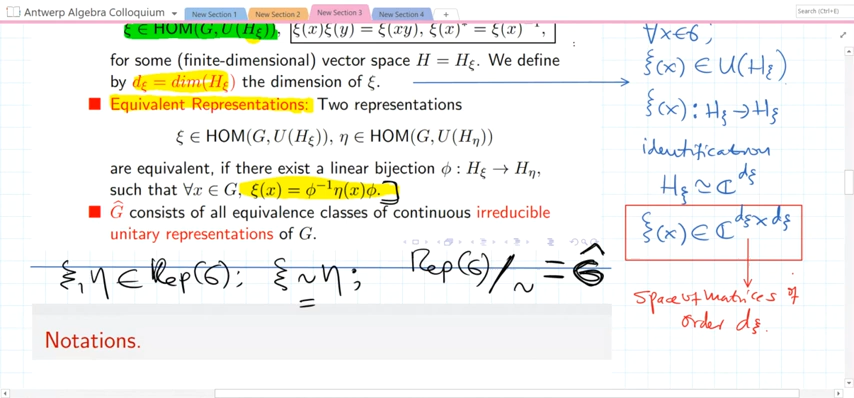 Antwerp Algebra Colloquium
New Section 1
New Section 2
New Section 3
New Section 4
ξ ∈ HOM(G, U(H_ξ)), ξ(x)ξ(y) = ξ(xy), ξ(x)* = ξ(x)⁻¹,
for some (finite-dimensional) vector space H = H_ξ. We define
by d_ξ = dim(H_ξ) the dimension of ξ.
Equivalent Representations: Two representations
ξ ∈ HOM(G, U(H_ξ)), η ∈ HOM(G, U(H_η))
are equivalent, if there exist a linear bijection ϕ : H_ξ → H_η,
such that ∀x ∈ G, ξ(x) = ϕ⁻¹η(x)ϕ.
Ĝ consists of all equivalence classes of continuous irreducible
unitary representations of G.
ξ, η ∈ Rep(G); ξ ~ η; Rep(G)/~ = Ĝ
Notations.
∀x∈G,
ξ(x) ∈ U(H_ξ)
ξ(x) : H_ξ → H_ξ
identification
H_ξ ≃ ℂ^d_ξ
ξ(x) ∈ ℂ^d_ξ×d_ξ
Space of matrices of
order d_ξ.